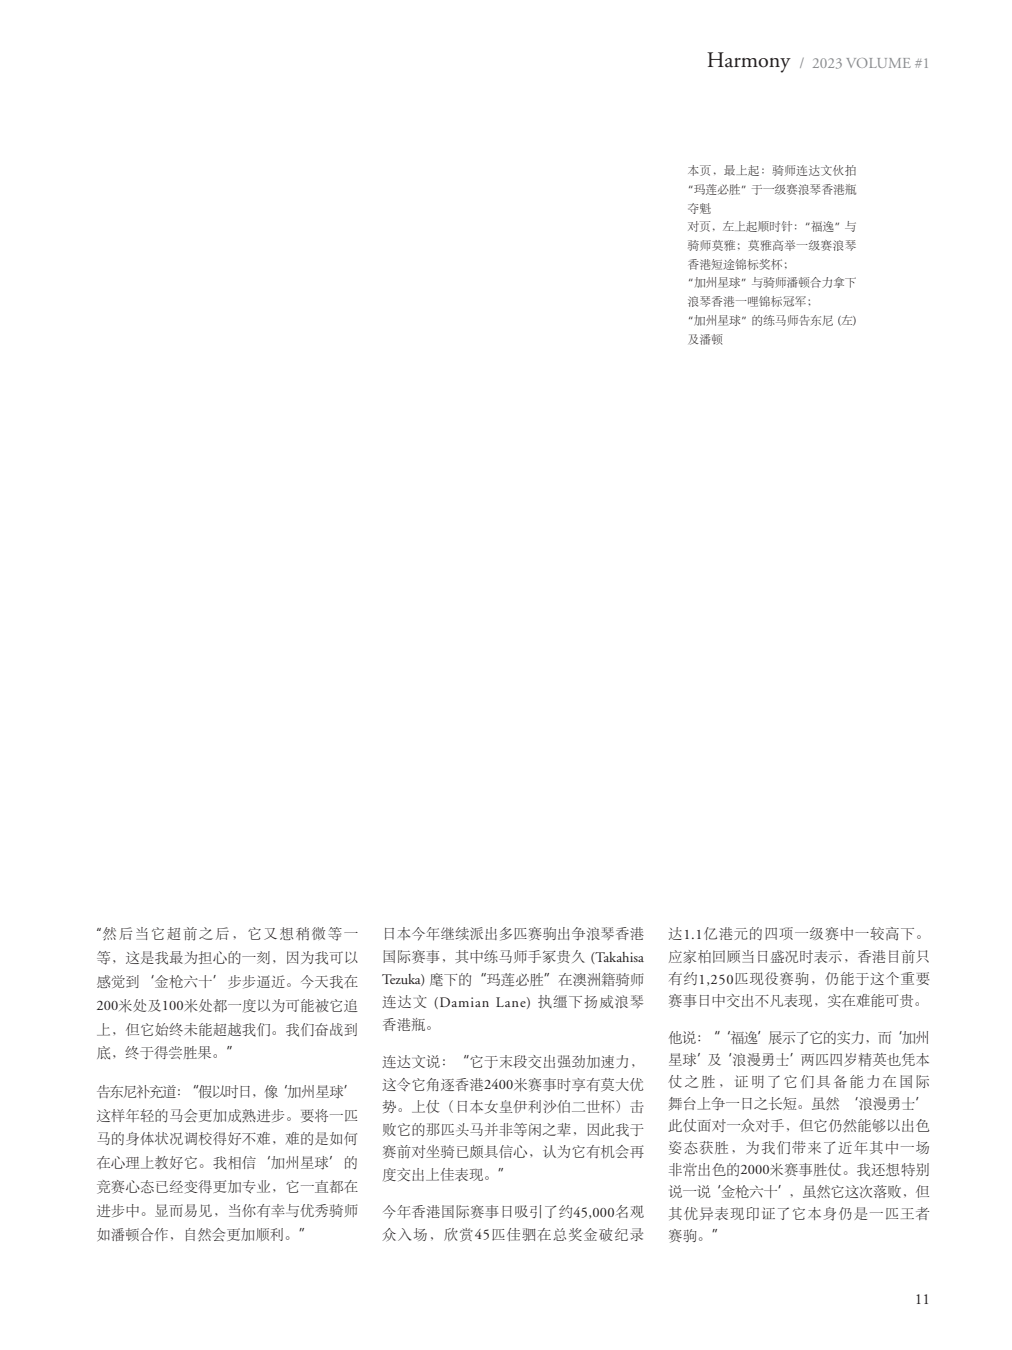 Harmony / 2023 VOLUME #1
本页，最上起：骑师连达文伙拍
“玛莲必胜”于一级赛浪琴香港瓶
夺魁
对页，左上起顺时针：“福逸”与
骑师莫雅；莫雅高举一级赛浪琴
香港短途锦标奖杯；
“加州星球”与骑师潘顿合力拿下
浪琴香港一哩锦标冠军；
“加州星球”的练马师告东尼 (左)
及潘顿
“然后当它超前之后，它又想稍微等一
等，这是我最为担心的一刻，因为我可以
感觉到‘金枪六十’步步逼近。今天我在
200米处及100米处都一度以为可能被它追
上，但它始终未能超越我们。我们奋战到
底，终于得尝胜果。”
告东尼补充道：“假以时日，像‘加州星球’
这样年轻的马会更加成熟进步。要将一匹
马的身体状况调校得好不难，难的是如何
在心理上教好它。我相信‘加州星球’的
竞赛心态已经变得更加专业，它一直都在
进步中。显而易见，当你有幸与优秀骑师
如潘顿合作，自然会更加顺利。”
日本今年继续派出多匹赛驹出争浪琴香港
国际赛事，其中练马师手冢贵久 (Takahisa
Tezuka) 麾下的“玛莲必胜”在澳洲籍骑师
连达文 (Damian Lane) 执缰下扬威浪琴
香港瓶。
连达文说：“它于末段交出强劲加速力，
这令它角逐香港2400米赛事时享有莫大优
势。上仗（日本女皇伊利沙伯二世杯）击
败它的那匹头马并非等闲之辈，因此我于
赛前对坐骑已颇具信心，认为它有机会再
度交出上佳表现。”
今年香港国际赛事日吸引了约45,000名观
众入场，欣赏45匹佳驷在总奖金破纪录
达1.1亿港元的四项一级赛中一较高下。
应家柏回顾当日盛况时表示，香港目前只
有约1,250匹现役赛驹，仍能于这个重要
赛事日中交出不凡表现，实在难能可贵。
他说：“‘福逸’展示了它的实力，而‘加州
星球’及‘浪漫勇士’两匹四岁精英也凭本
仗之胜，证明了它们具备能力在国际
舞台上争一日之长短。虽然 ‘浪漫勇士’
此仗面对一众对手，但它仍然能够以出色
姿态获胜，为我们带来了近年其中一场
非常出色的2000米赛事胜仗。我还想特别
说一说‘金枪六十’，虽然它这次落败，但
其优异表现印证了它本身仍是一匹王者
赛驹。”
11